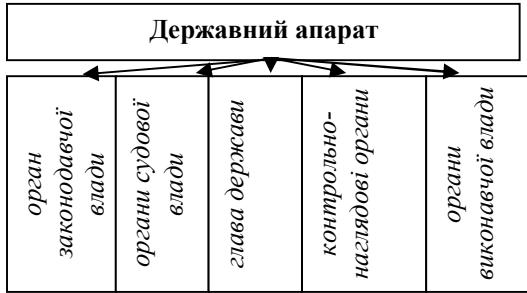 Державний апарат
орган
законодавчої
влади
органи судової
влади
глава держави
контрольно-
наглядові органи
органи
виконавчої влади